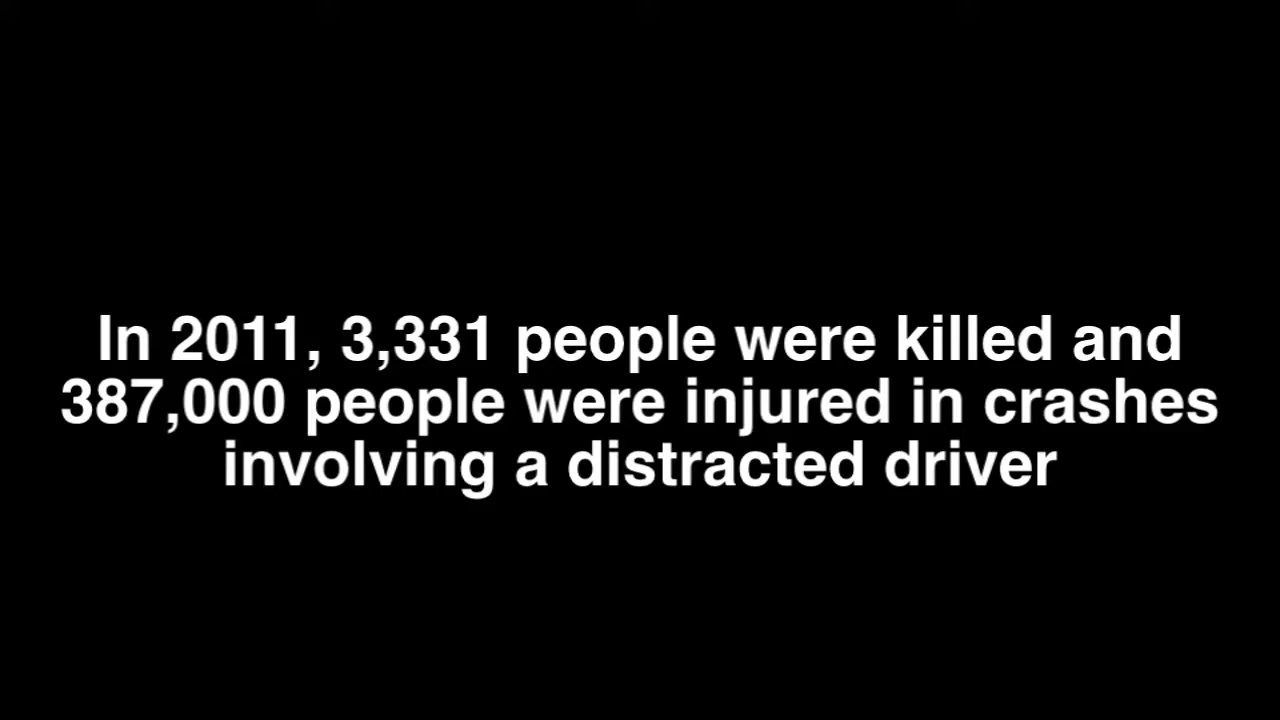 In 2011, 3,331 people were killed and
387,000 people were injured in crashes
involving a distracted driver